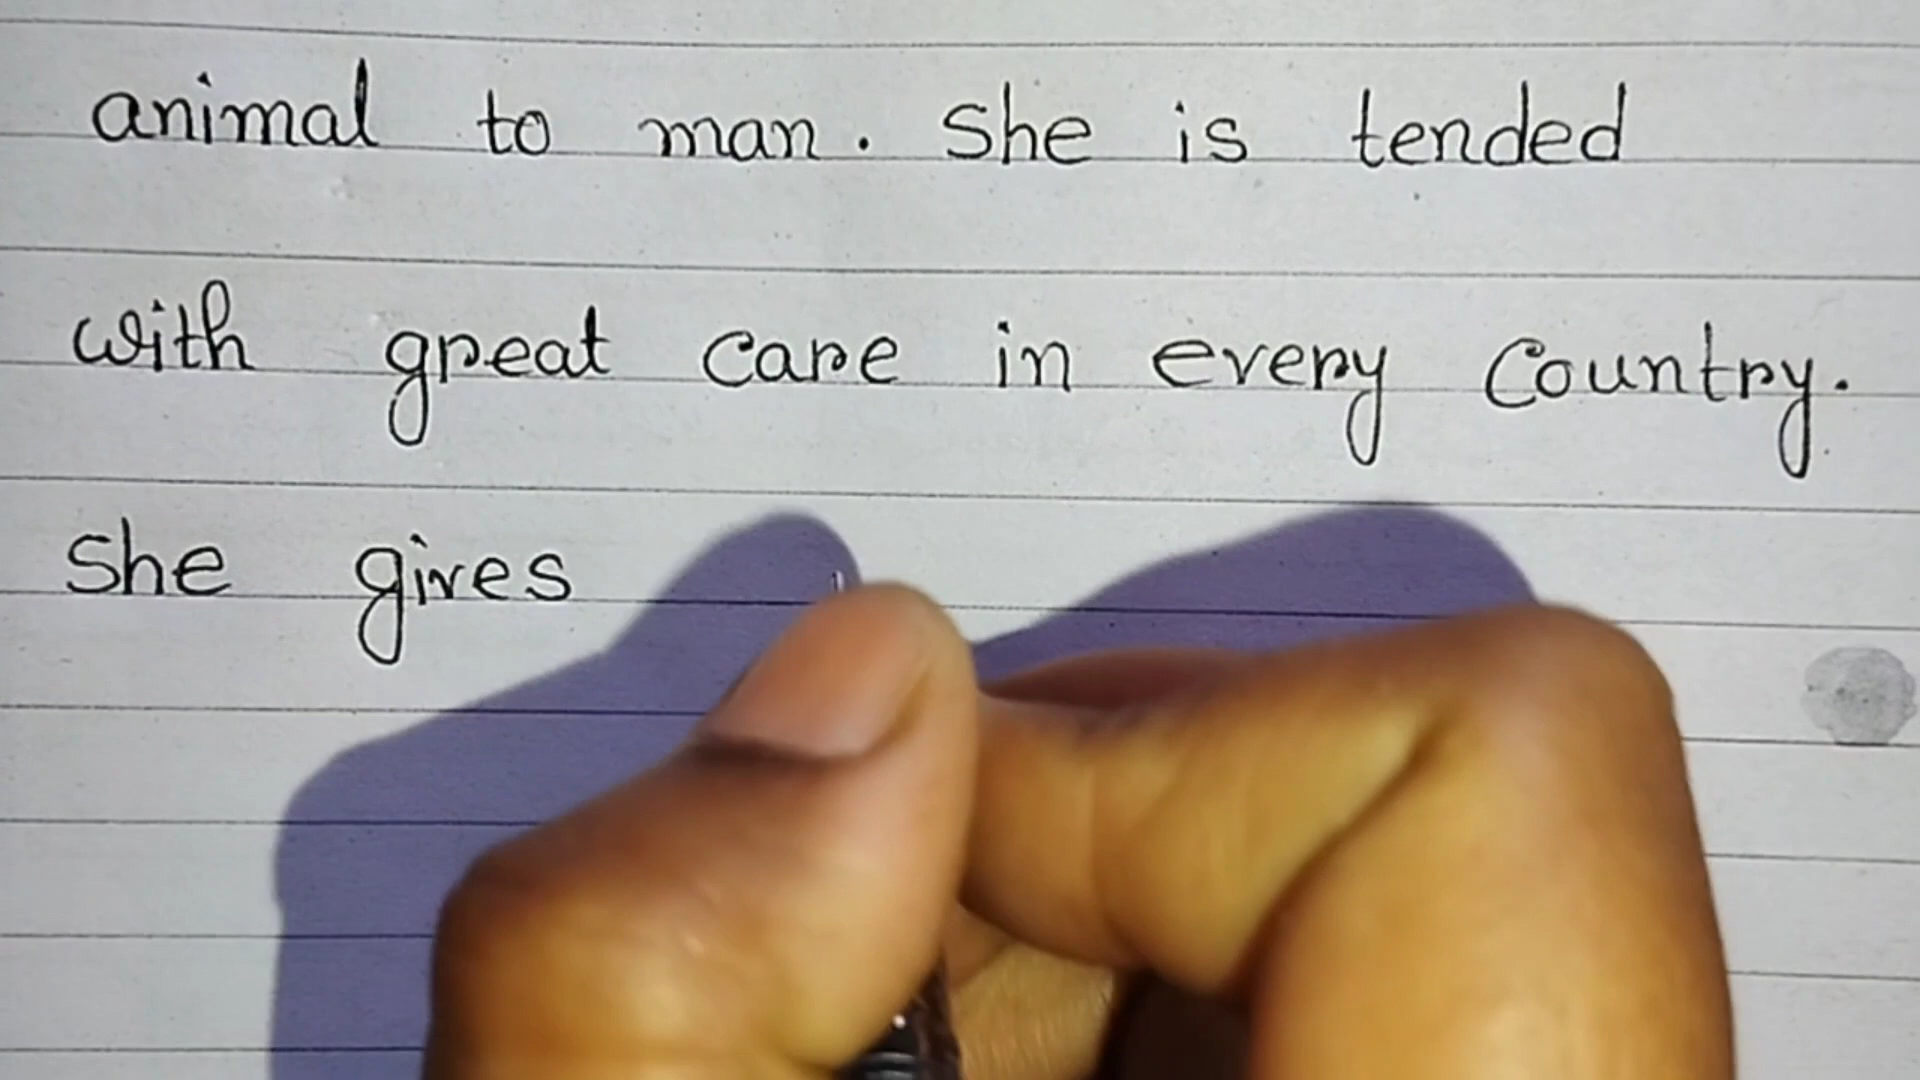 animal to man. She is tended
with great care in every Country.
She gives